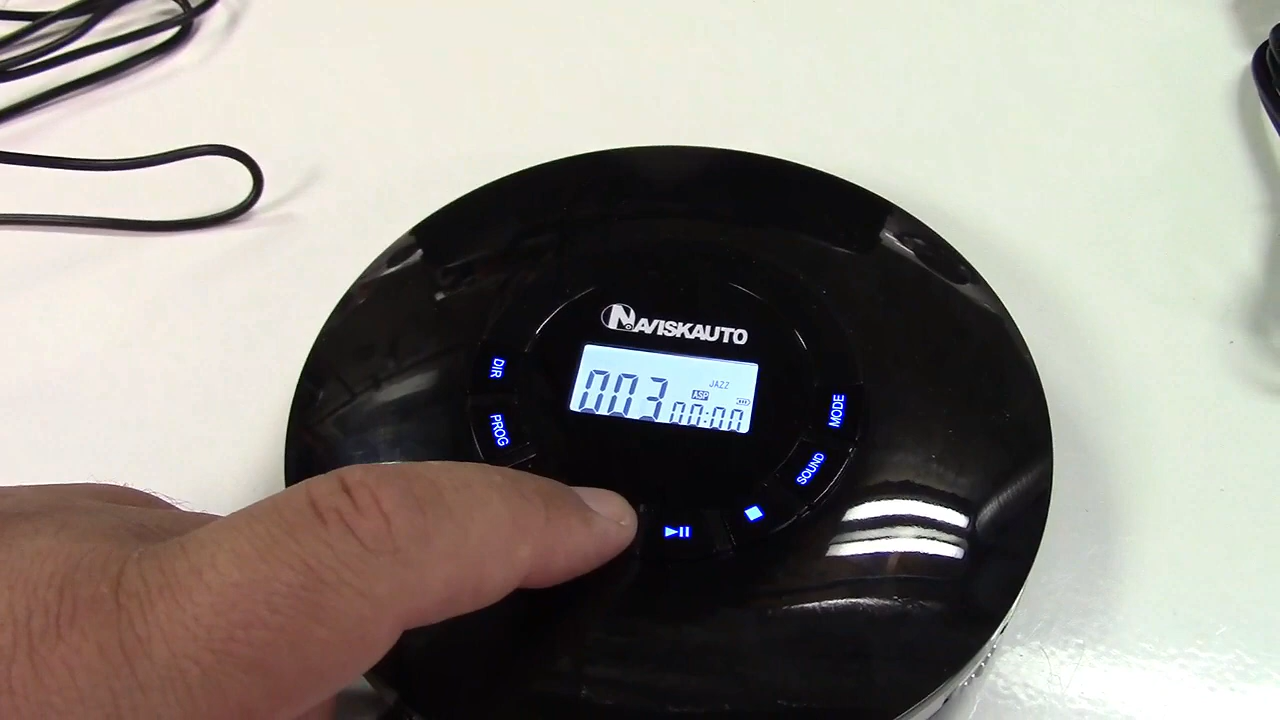 NAVISKAUTO
JAZZ
003 ASP 00:00
DIR
PROG
MODE
SOUND